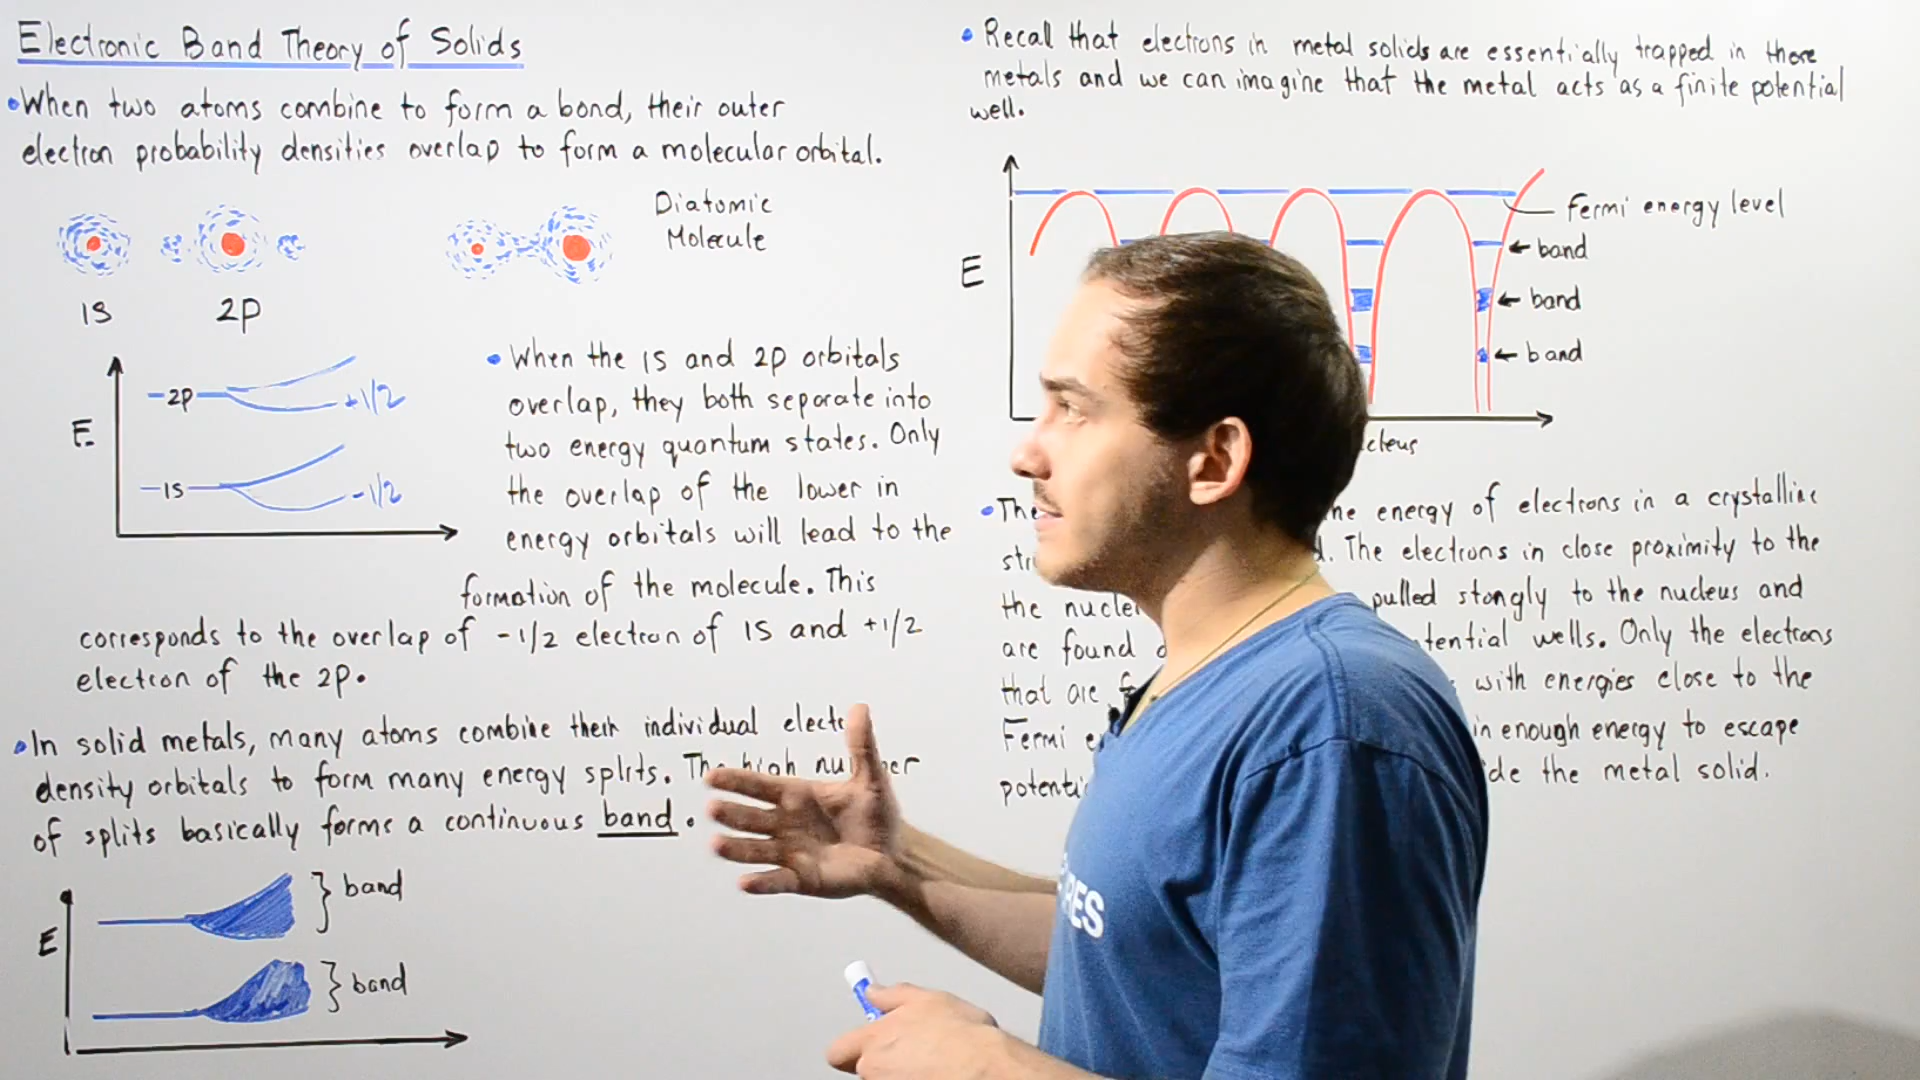 Electronic Band Theory of Solids
•When two atoms combine to form a bond, their outer
electron probability densities overlap to form a molecular orbital.
Diatomic
Molecule
1S 2p
E
2p +1/2
1S -1/2
•When the 1S and 2p orbitals
overlap, they both separate into
two energy quantum states. Only
the overlap of the lower in
energy orbitals will lead to the
formation of the molecule. This
corresponds to the overlap of -1/2 electron of 1S and +1/2
electron of the 2p.
•In solid metals, many atoms combine their individual
density orbitals to form many energy splits. The high
of splits basically forms a continuous band.
E
} band
} band
•Recall that electrons in metal solids are essentially trapped in those
metals and we can imagine that the metal acts as a finite potential
well.
E
Fermi energy level
← band
← band
← band
•The energy of electrons in a crystalline
The electrons in close proximity to the
the pulled stongly to the nucleus and
are found wells. Only the electrons
that are with energies close to the
Fermi enough energy to escape
the metal solid.
RES